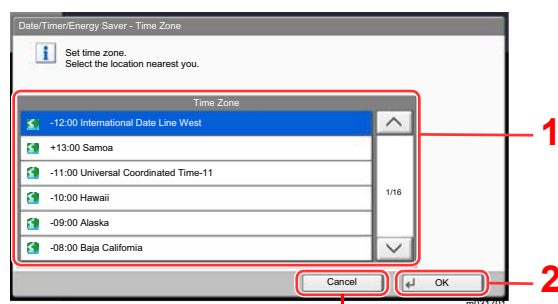 Date/Timer/Energy Saver - Time Zone
Set time zone.
Select the location nearest you.
Time Zone
-12:00 International Date Line West
1
+13:00 Samoa
-11:00 Universal Coordinated Time-11
-10:00 Hawaii
1/16
-09:00 Alaska
-08:00 Baja California
Cancel
OK
2